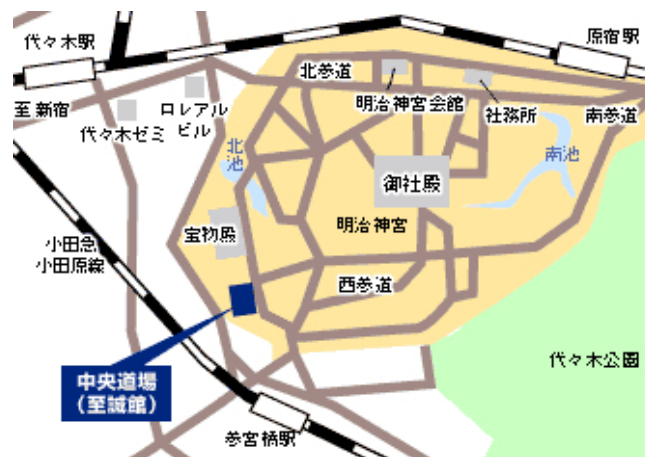 代々木駅
原宿駅
北参道
至新宿
ロレアル
ビル
明治神宮会館
社務所
南参道
代々木ゼミ
北
池
南池
御社殿
宝物殿
明治神宮
小田急
小田原線
西参道
中央道場
（至誠館）
代々木公園
参宮橋駅